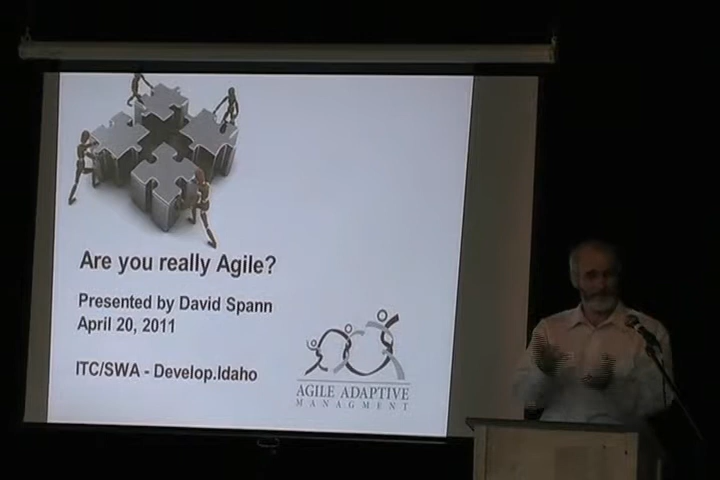 Are you really Agile?
Presented by David Spann
April 20, 2011
ITC/SWA - Develop.Idaho
AGILE ADAPTIVE
MANAGMENT